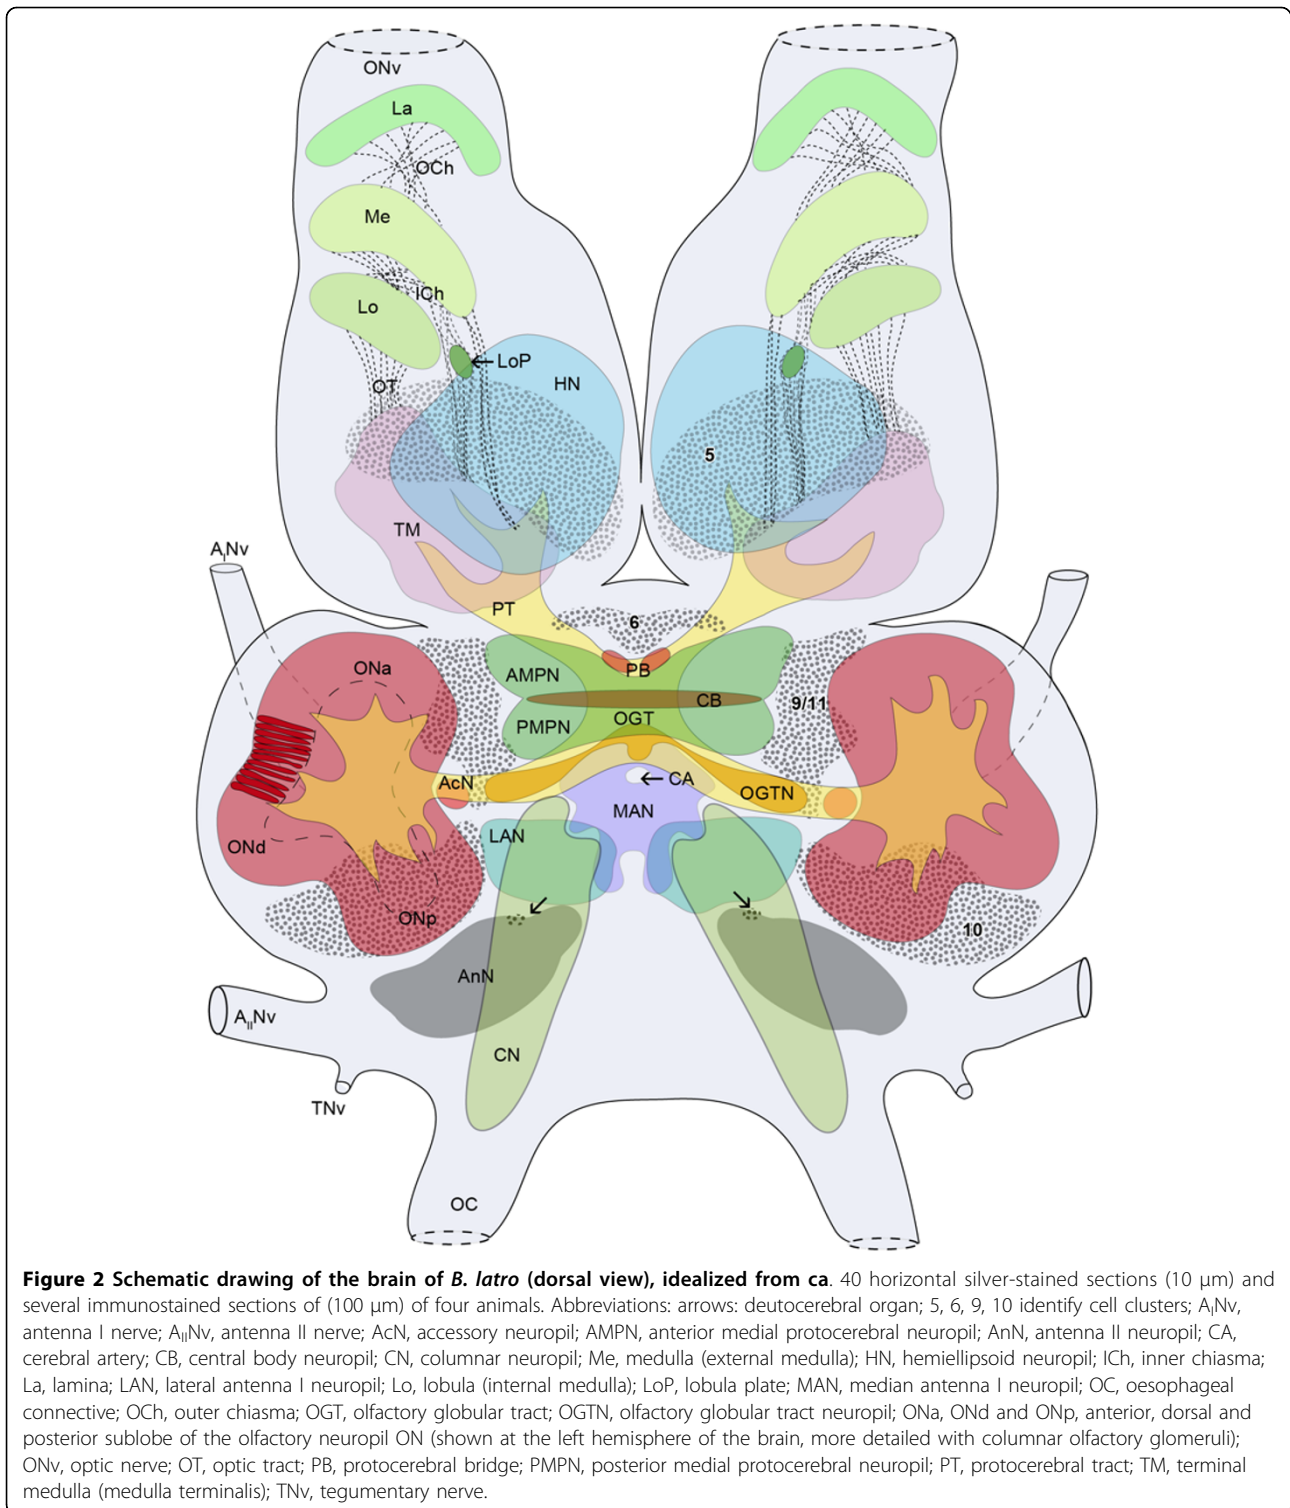 ONv
La
OCh
Me
ICh
Lo
LoP
HN
OT
5
TM
AINv
PT
6
ONa
AMPN
PB
CB
9/11
PMPN
OGT
AcN
CA
OGTN
MAN
LAN
ONd
ONp
10
AnN
AIINv
CN
TNv
OC
Figure 2 Schematic drawing of the brain of B. latro (dorsal view), idealized from ca. 40 horizontal silver-stained sections (10 μm) and
several immunostained sections of (100 μm) of four animals. Abbreviations: arrows: deutocerebral organ; 5, 6, 9, 10 identify cell clusters; AINv,
antenna I nerve; AIINv, antenna II nerve; AcN, accessory neuropil; AMPN, anterior medial protocerebral neuropil; AnN, antenna II neuropil; CA,
cerebral artery; CB, central body neuropil; CN, columnar neuropil; Me, medulla (external medulla); HN, hemiellipsoid neuropil; ICh, inner chiasma;
La, lamina; LAN, lateral antenna I neuropil; Lo, lobula (internal medulla); LoP, lobula plate; MAN, median antenna I neuropil; OC, oesophageal
connective; OCh, outer chiasma; OGT, olfactory globular tract; OGTN, olfactory globular tract neuropil; ONa, ONd and ONp, anterior, dorsal and
posterior sublobe of the olfactory neuropil ON (shown at the left hemisphere of the brain, more detailed with columnar olfactory glomeruli);
ONv, optic nerve; OT, optic tract; PB, protocerebral bridge; PMPN, posterior medial protocerebral neuropil; PT, protocerebral tract; TM, terminal
medulla (medulla terminalis); TNv, tegumentary nerve.